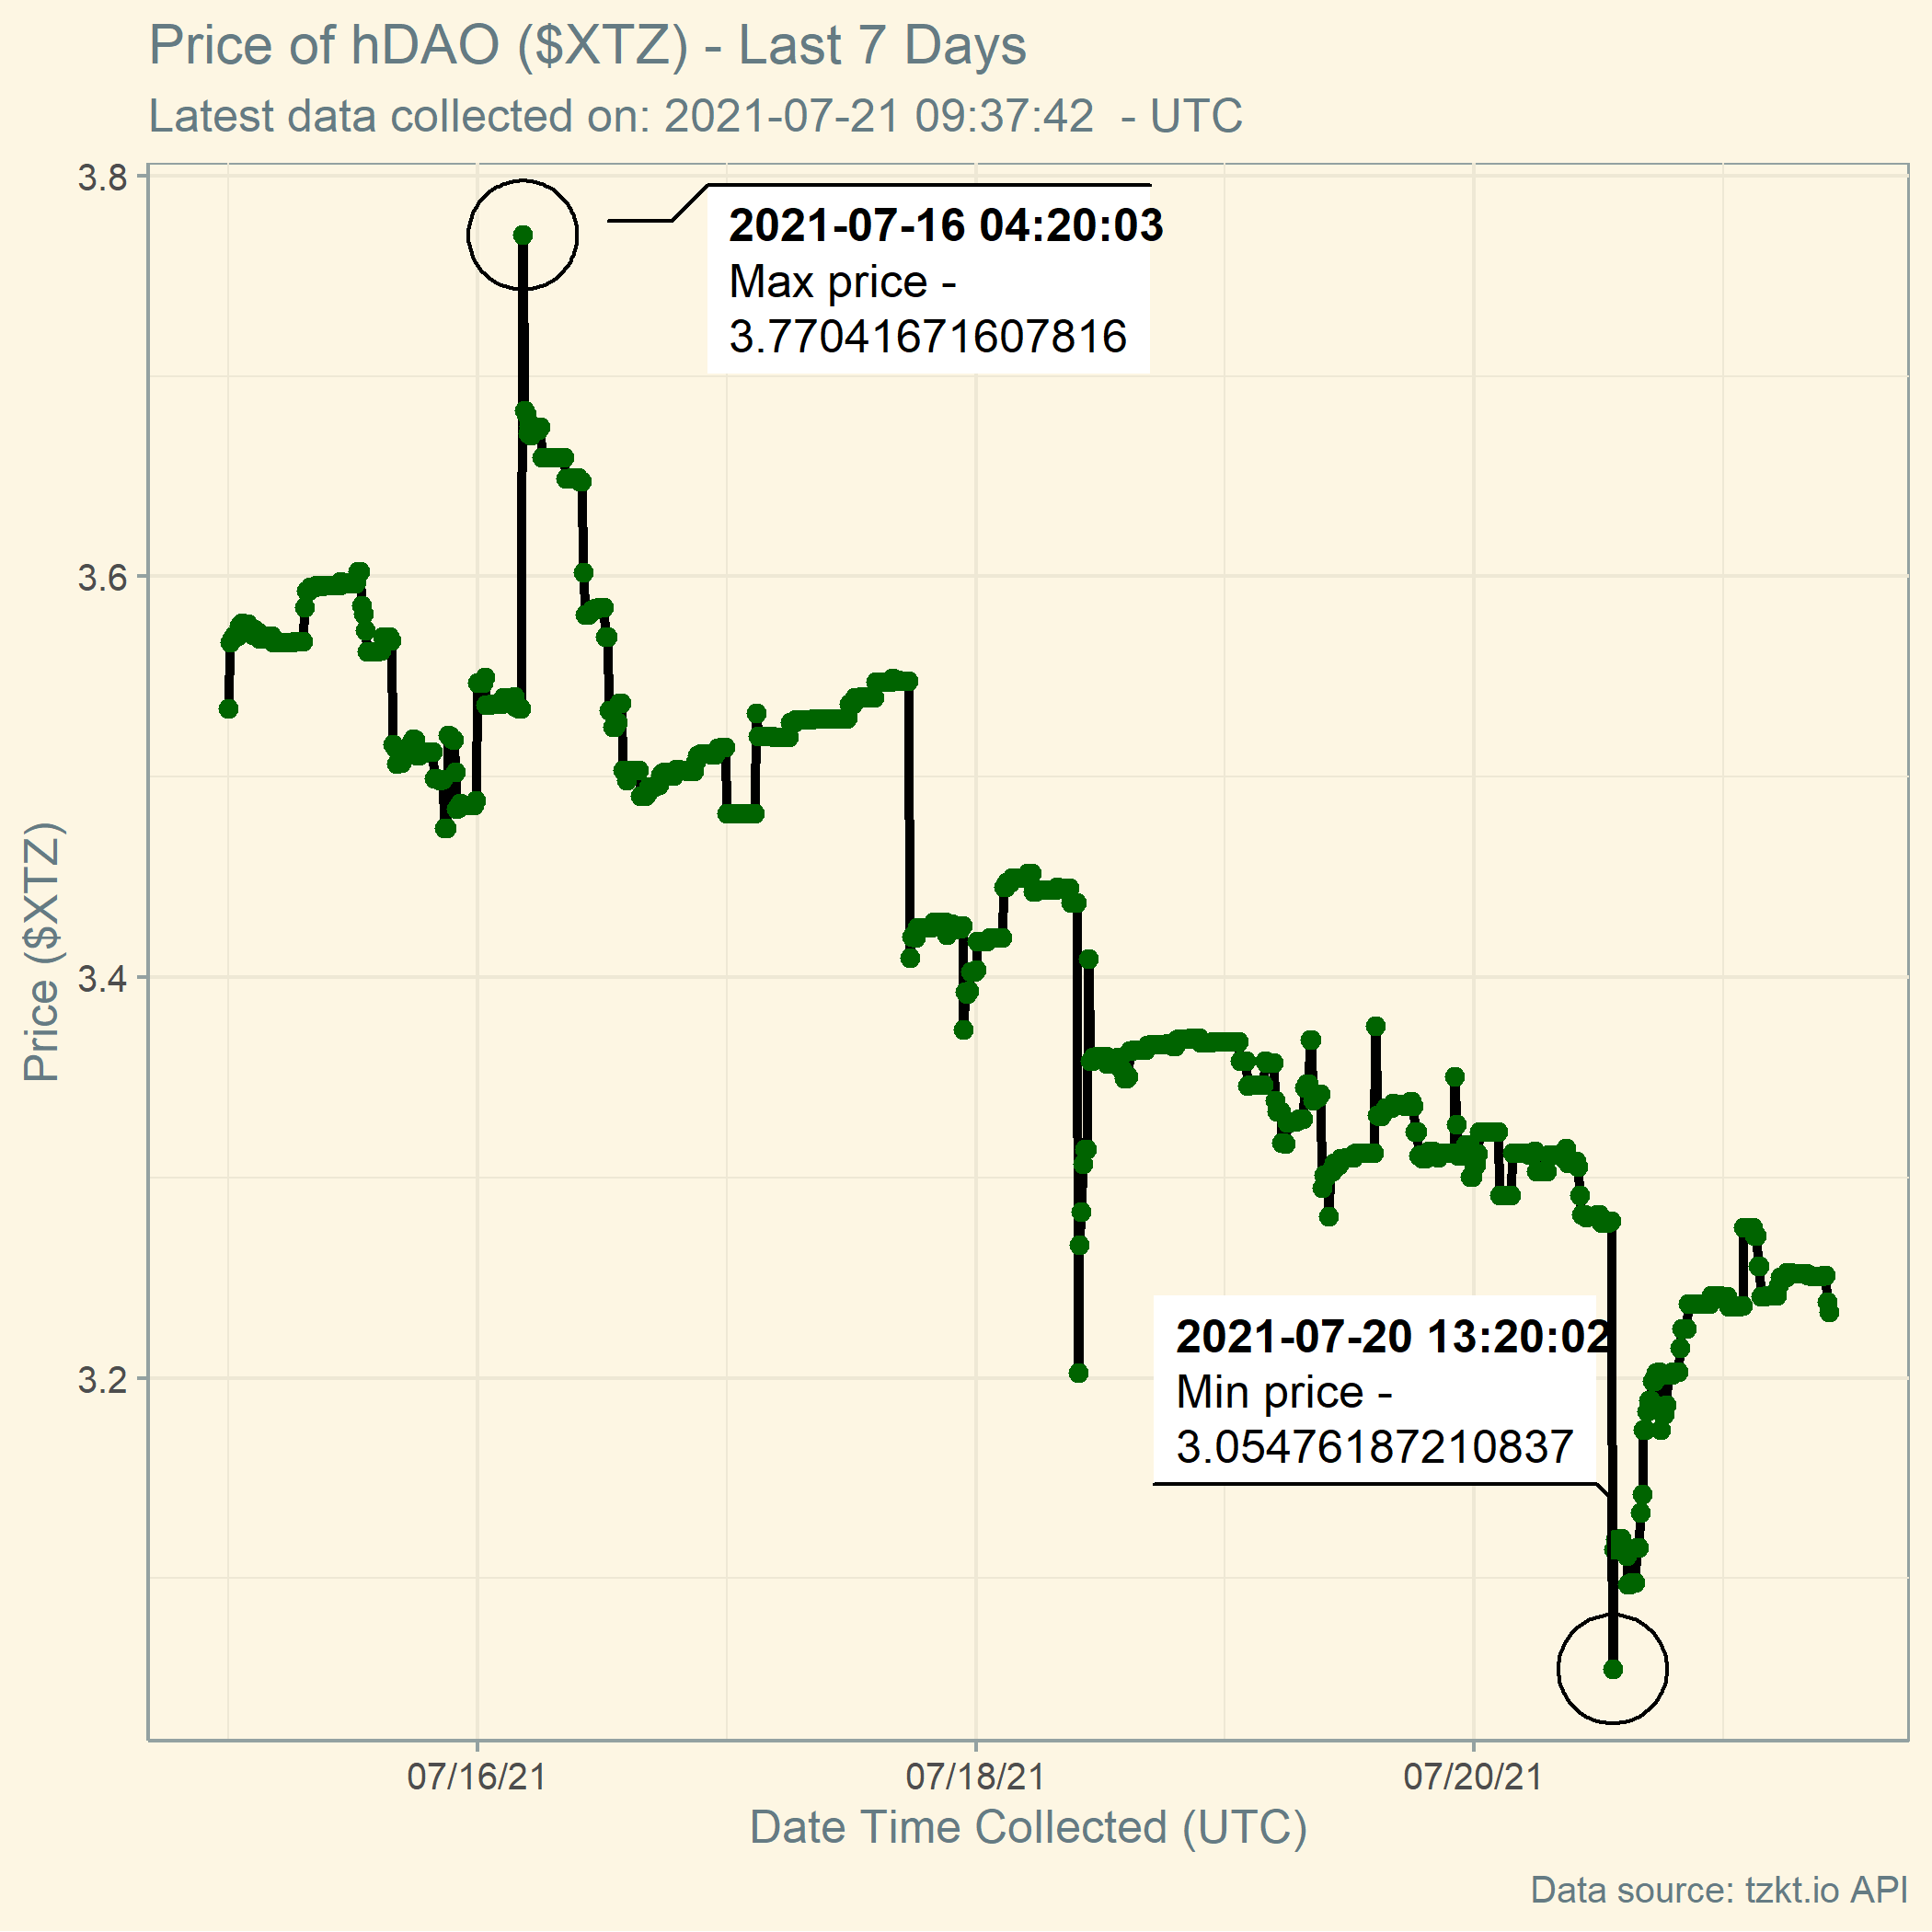 Price of hDAO ($XTZ) - Last 7 Days
Latest data collected on: 2021-07-21 09:37:42  - UTC
3.8
2021-07-16 04:20:03
Max price -
3.77041671607816
3.6
Price ($XTZ)
3.4
3.2
2021-07-20 13:20:02
Min price -
3.05476187210837
07/16/21
07/18/21
07/20/21
Date Time Collected (UTC)
Data source: tzkt.io API